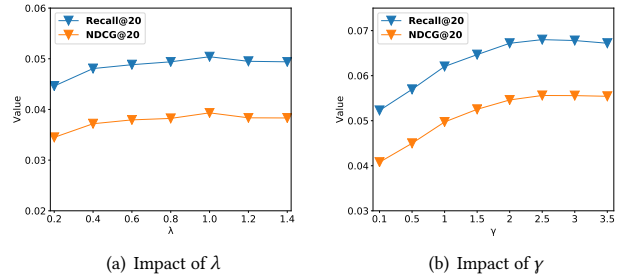 Recall@20
NDCG@20
0.06
0.05
0.04
0.03
0.02
Value
0.2 0.4 0.6 0.8 1.0 1.2 1.4
λ
(a) Impact of λ
Recall@20
NDCG@20
0.07
0.06
0.05
0.04
0.03
Value
0.1 0.5 1 1.5 2 2.5 3 3.5
γ
(b) Impact of γ